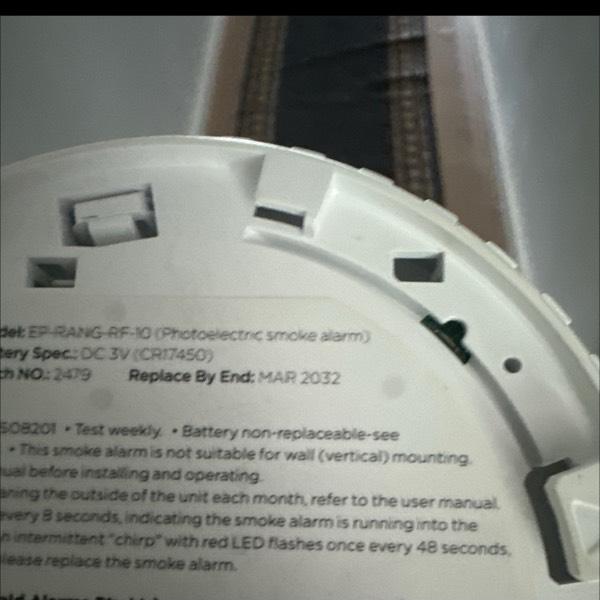 del: EP-RANG-RF-10 (Photoelectric smoke alarm)
tery Spec.: DC 3V (CR17450)
ch NO.: 2479 Replace By End: MAR 2032
508201 • Test weekly. • Battery non-replaceable-see
• This smoke alarm is not suitable for wall (vertical) mounting.
ual before installing and operating.
aning the outside of the unit each month, refer to the user manual.
every 8 seconds, indicating the smoke alarm is running into the
n intermittent "chirp" with red LED flashes once every 48 seconds,
lease replace the smoke alarm.